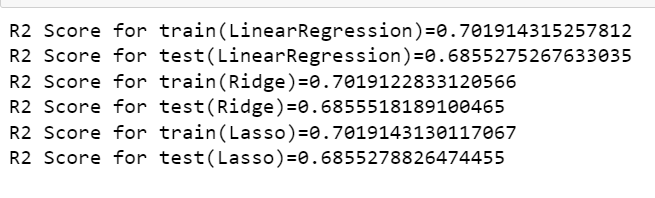 R2 Score for train(LinearRegression)=0.701914315257812
R2 Score for test(LinearRegression)=0.6855275267633035
R2 Score for train(Ridge)=0.7019122833120566
R2 Score for test(Ridge)=0.6855518189100465
R2 Score for train(Lasso)=0.7019143130117067
R2 Score for test(Lasso)=0.6855278826474455